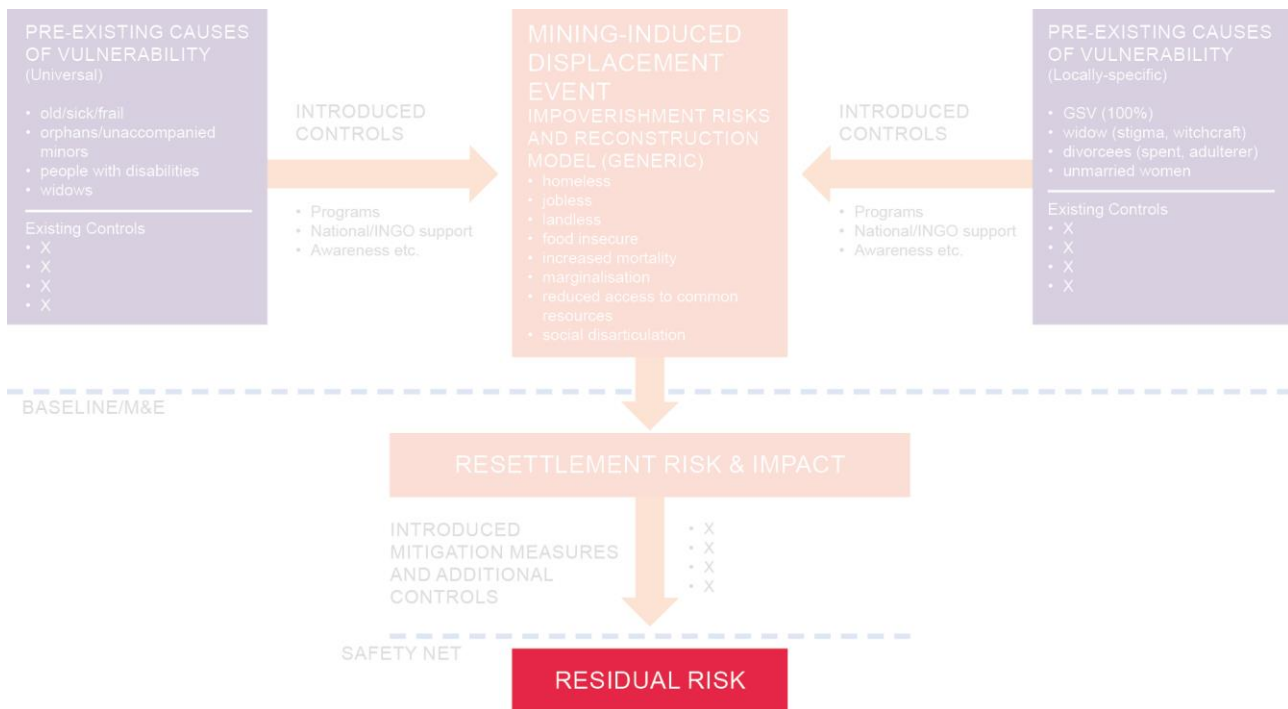 PRE-EXISTING CAUSES
OF VULNERABILITY
(Universal)
• old/sick/frail
• orphans/unaccompanied
minors
• people with disabilities
• widows
Existing Controls
• X
• X
• X
• X
INTRODUCED
CONTROLS
• Programs
• National/INGO support
• Awareness etc.
MINING-INDUCED
DISPLACEMENT
EVENT
IMPOVERISHMENT RISKS
AND RECONSTRUCTION
MODEL (GENERIC)
• homeless
• jobless
• landless
• food insecure
• increased mortality
• marginalisation
• reduced access to common
resources
• social disarticulation
INTRODUCED
CONTROLS
• Programs
• National/INGO support
• Awareness etc.
PRE-EXISTING CAUSES
OF VULNERABILITY
(Locally-specific)
• GSV (100%)
• widow (stigma, witchcraft)
• divorcees (spent, adulterer)
• unmarried women
Existing Controls
• X
• X
• X
• X
BASELINE/M&E
RESETTLEMENT RISK & IMPACT
INTRODUCED
MITIGATION MEASURES
AND ADDITIONAL
CONTROLS
• X
• X
• X
• X
SAFETY NET
RESIDUAL RISK